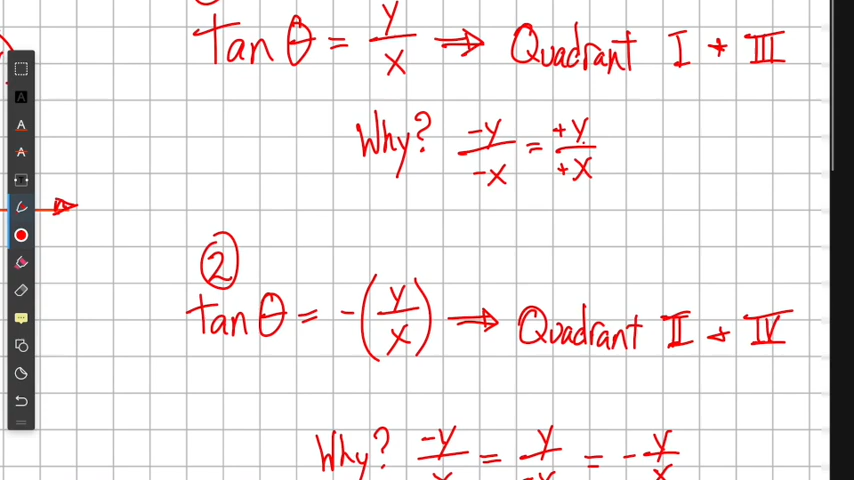 tan θ = y/x ⇒ Quadrant I + III
Why? -y/-x = +y/+x
②
tan θ = -(y/x) ⇒ Quadrant II + IV
Why? -y/x = y/-x = -y/x